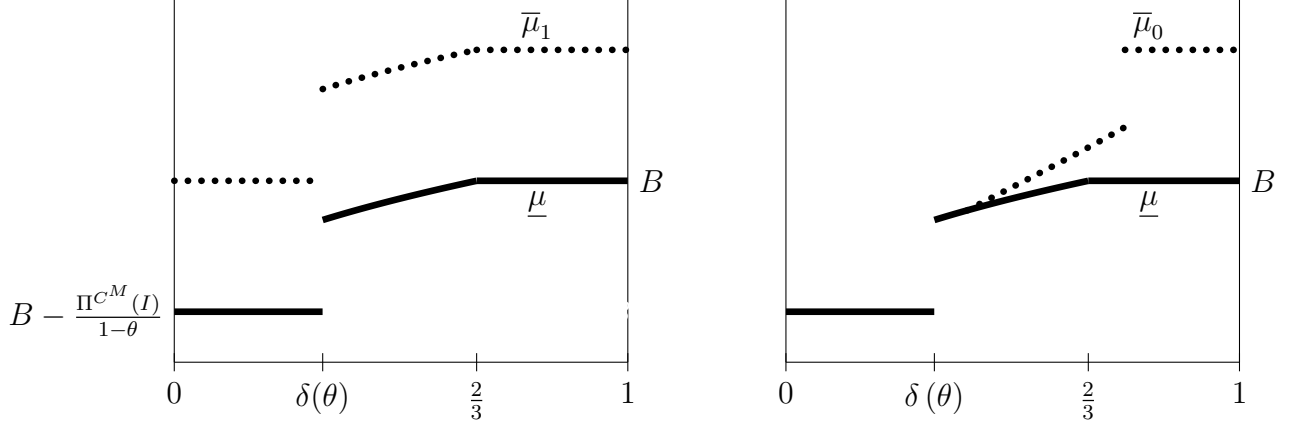 μ̅₁
B
μ̲
B − Π^{C^M}(I) / (1−θ)
0 δ(θ) 2/3 1
μ̅₀
B
μ̲
0 δ (θ) 2/3 1